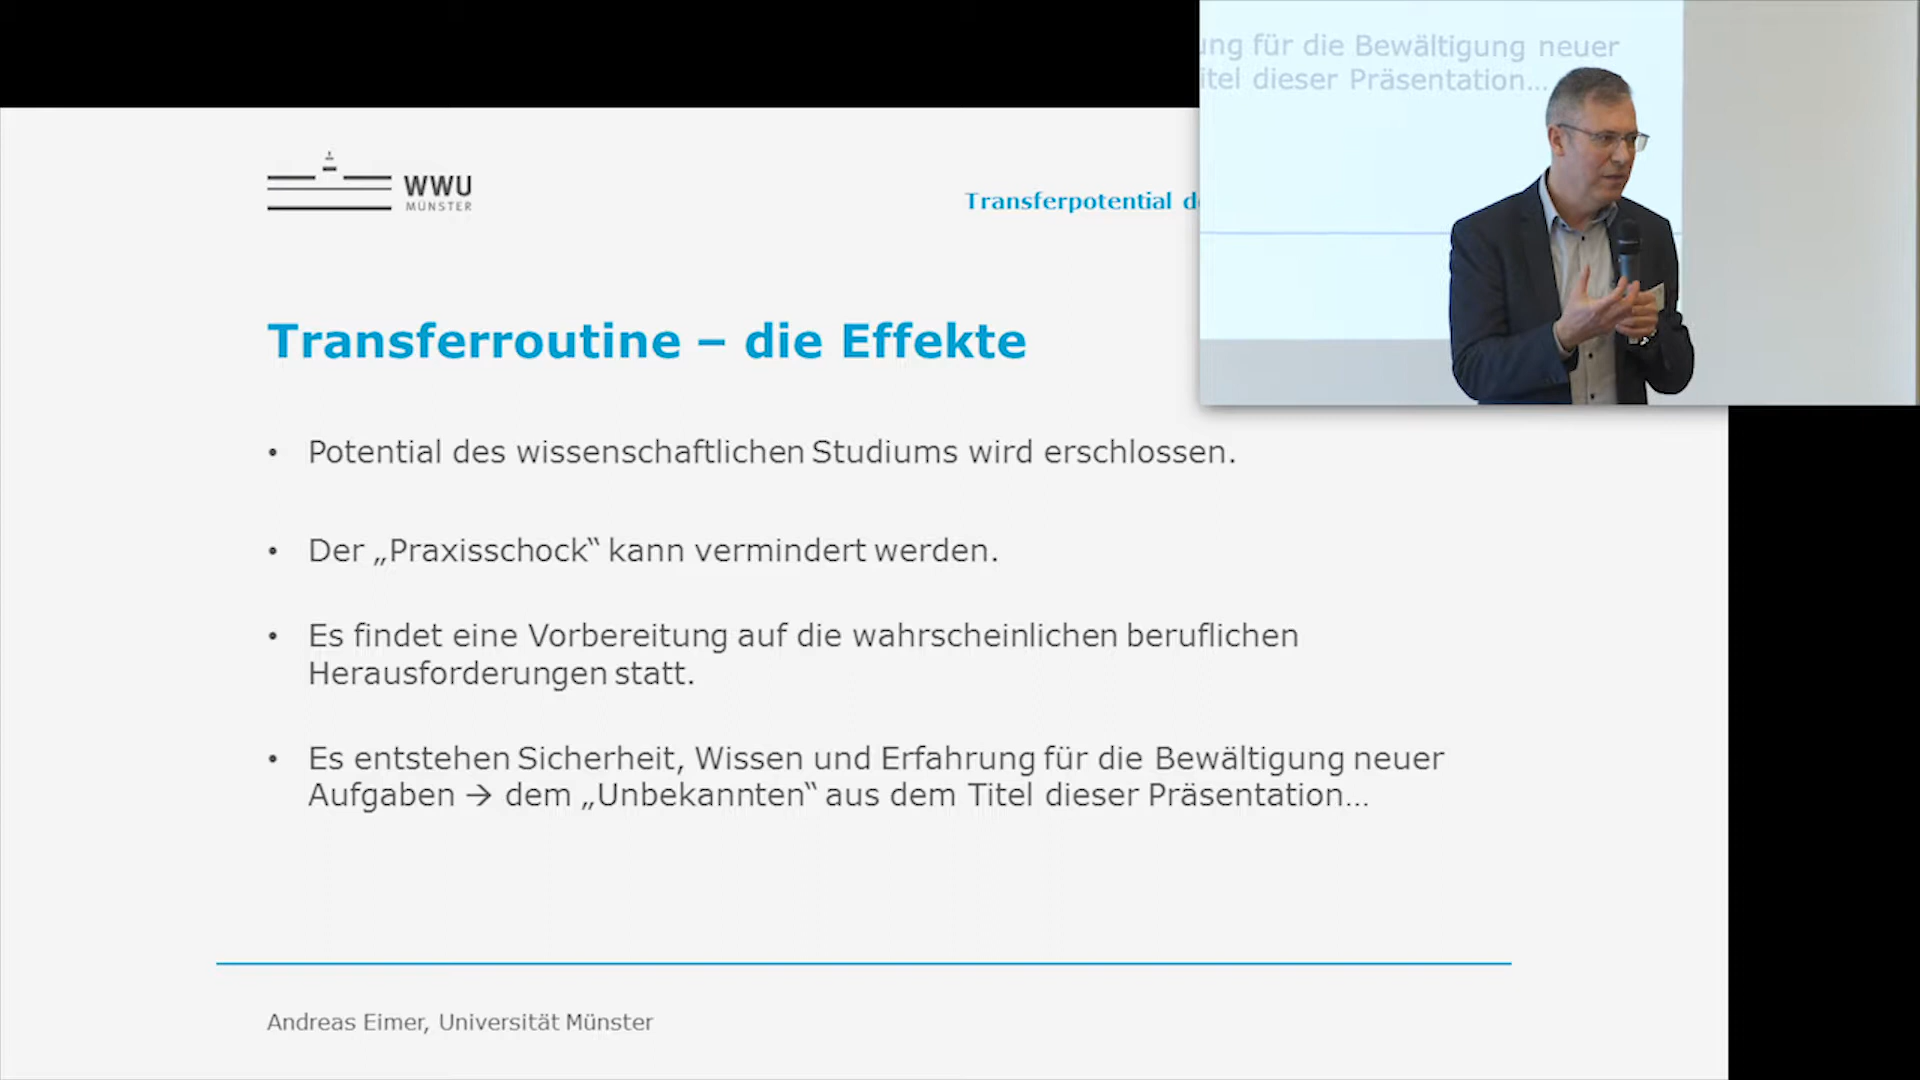 ung für die Bewältigung neuer
itel dieser Präsentation...
WWU
MÜNSTER
Transferpotential
Transferroutine – die Effekte
• Potential des wissenschaftlichen Studiums wird erschlossen.
• Der „Praxisschock“ kann vermindert werden.
• Es findet eine Vorbereitung auf die wahrscheinlichen beruflichen
Herausforderungen statt.
• Es entstehen Sicherheit, Wissen und Erfahrung für die Bewältigung neuer
Aufgaben → dem „Unbekannten“ aus dem Titel dieser Präsentation...
Andreas Eimer, Universität Münster